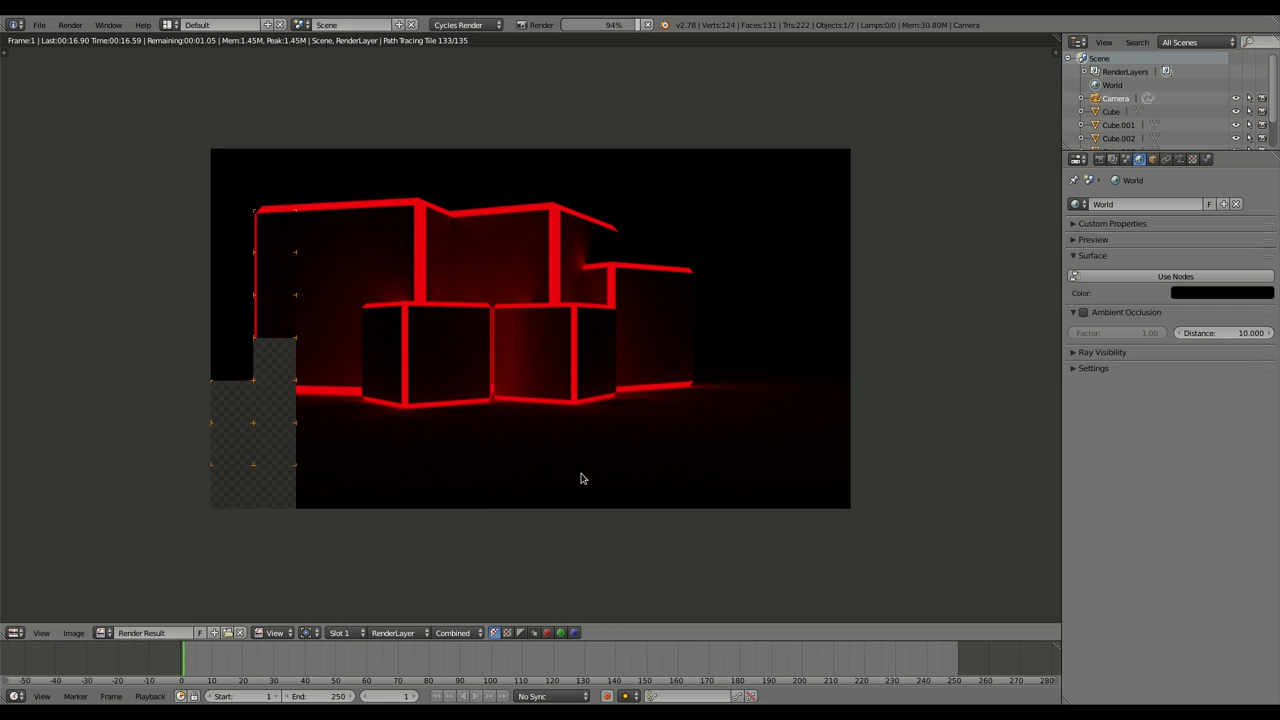 File Render Window Help Default Scene Cycles Render Render 94% v2.78 | Verts:124 | Faces:131 | Tris:222 | Objects:1/7 | Lamps:0/0 | Mem:30.80M | Camera
Frame:1 | Last:00:16.90 Time:00:16.59 | Remaining:00:01.05 | Mem:1.45M, Peak:1.45M | Scene, RenderLayer | Path Tracing Tile 133/135
View Search All Scenes
Scene
RenderLayers |
World
Camera |
Cube |
Cube.001 |
Cube.002 |
World
World F
Custom Properties
Preview
Surface
Use Nodes
Color:
Ambient Occlusion
Factor: 1.00 Distance: 10.000
Ray Visibility
Settings
View Image Render Result F View Slot 1 RenderLayer Combined
-50 -40 -30 -20 -10 0 10 20 30 40 50 60 70 80 90 100 110 120 130 140 150 160 170 180 190 200 210 220 230 240 250 260 270 280
View Marker Frame Playback Start: 1 End: 250 1 No Sync